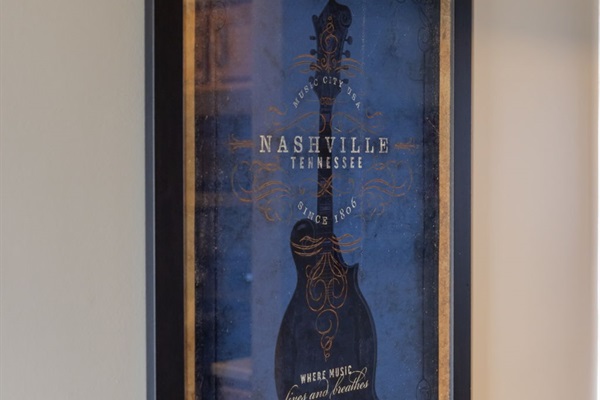 MUSIC CITY USA
NASHVILLE
TENNESSEE
SINCE 1806
WHERE MUSIC
lives and breathes